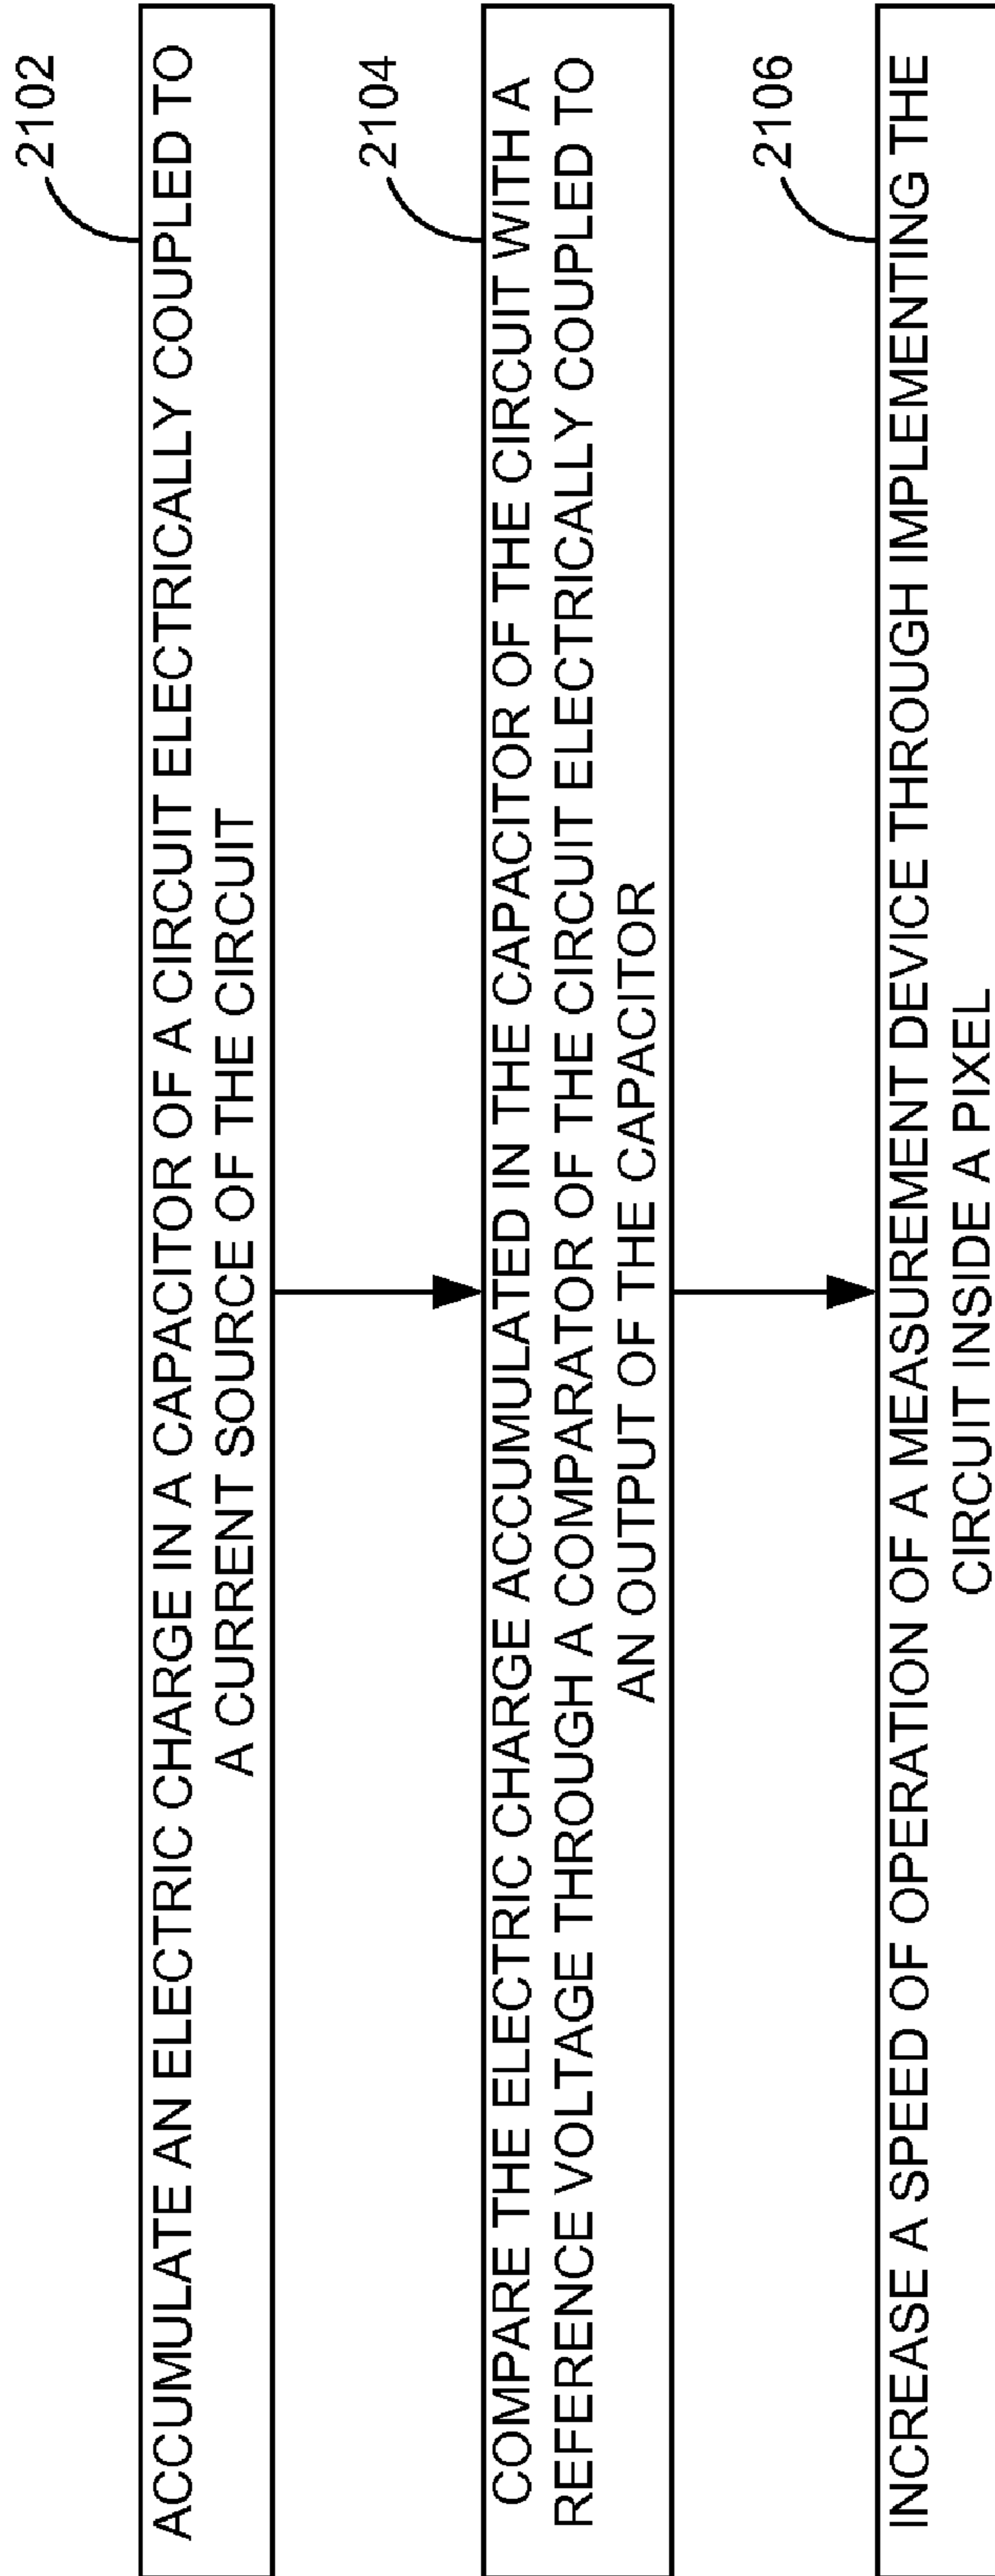 2102
ACCUMULATE AN ELECTRIC CHARGE IN A CAPACITOR OF A CIRCUIT ELECTRICALLY COUPLED TO
A CURRENT SOURCE OF THE CIRCUIT
2104
COMPARE THE ELECTRIC CHARGE ACCUMULATED IN THE CAPACITOR OF THE CIRCUIT WITH A
REFERENCE VOLTAGE THROUGH A COMPARATOR OF THE CIRCUIT ELECTRICALLY COUPLED TO
AN OUTPUT OF THE CAPACITOR
2106
INCREASE A SPEED OF OPERATION OF A MEASUREMENT DEVICE THROUGH IMPLEMENTING THE
CIRCUIT INSIDE A PIXEL